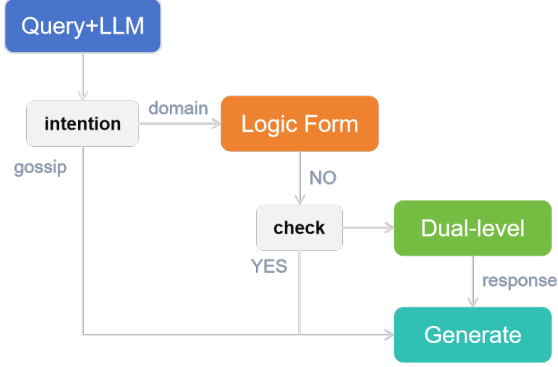 Query+LLM
intention
domain
Logic Form
gossip
NO
check
Dual-level
YES
response
Generate